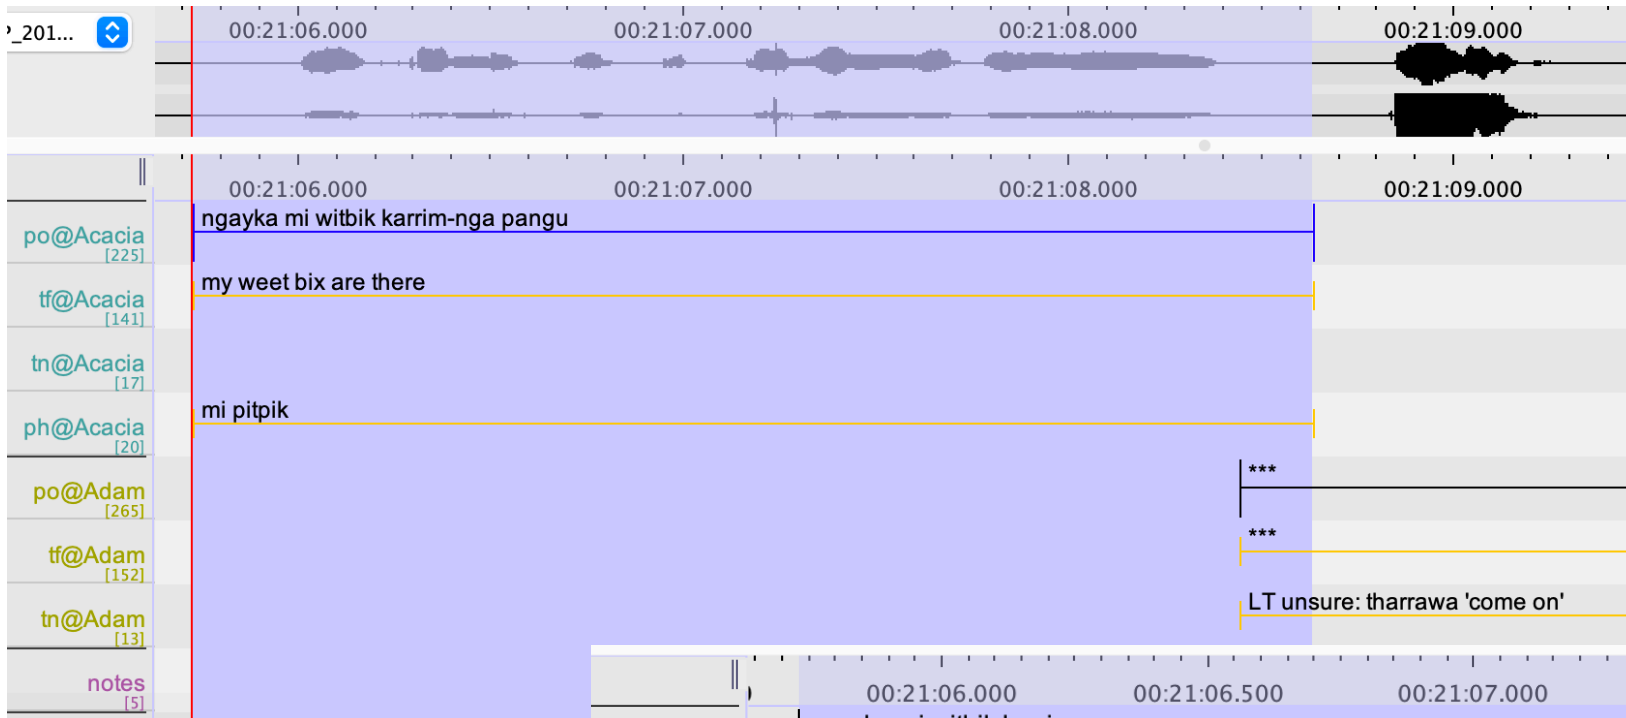 P_201...
00:21:06.000 00:21:07.000 00:21:08.000 00:21:09.000
00:21:06.000 00:21:07.000 00:21:08.000 00:21:09.000
po@Acacia [225] ngayka mi witbik karrim-nga pangu
tf@Acacia [141] my weet bix are there
tn@Acacia [17]
ph@Acacia [20] mi pitpik
po@Adam [265] ***
tf@Adam [152] ***
tn@Adam [13] LT unsure: tharrawa 'come on'
notes [5]
00:21:06.000 00:21:06.500 00:21:07.000